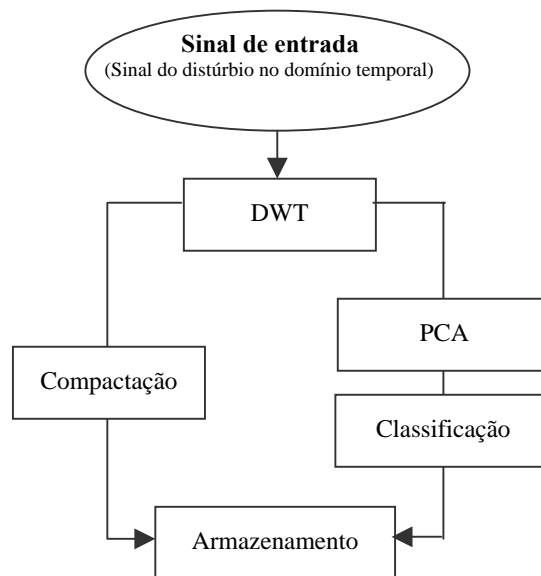 Sinal de entrada
(Sinal do distúrbio no domínio temporal)
DWT
PCA
Compactação
Classificação
Armazenamento